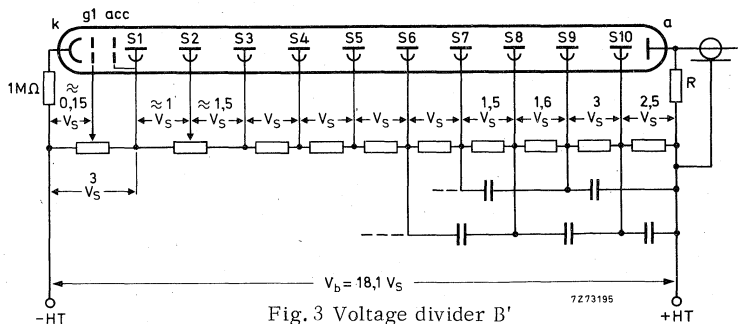 k g1 acc S1 S2 S3 S4 S5 S6 S7 S8 S9 S10 a
1MΩ ≈ 0,15 VS ≈1 VS ≈1,5 VS VS VS VS VS 1,5 VS 1,6 VS 3 VS 2,5 VS R
3 VS
Vb = 18,1 VS
7Z73195
-HT +HT
Fig. 3 Voltage divider B'